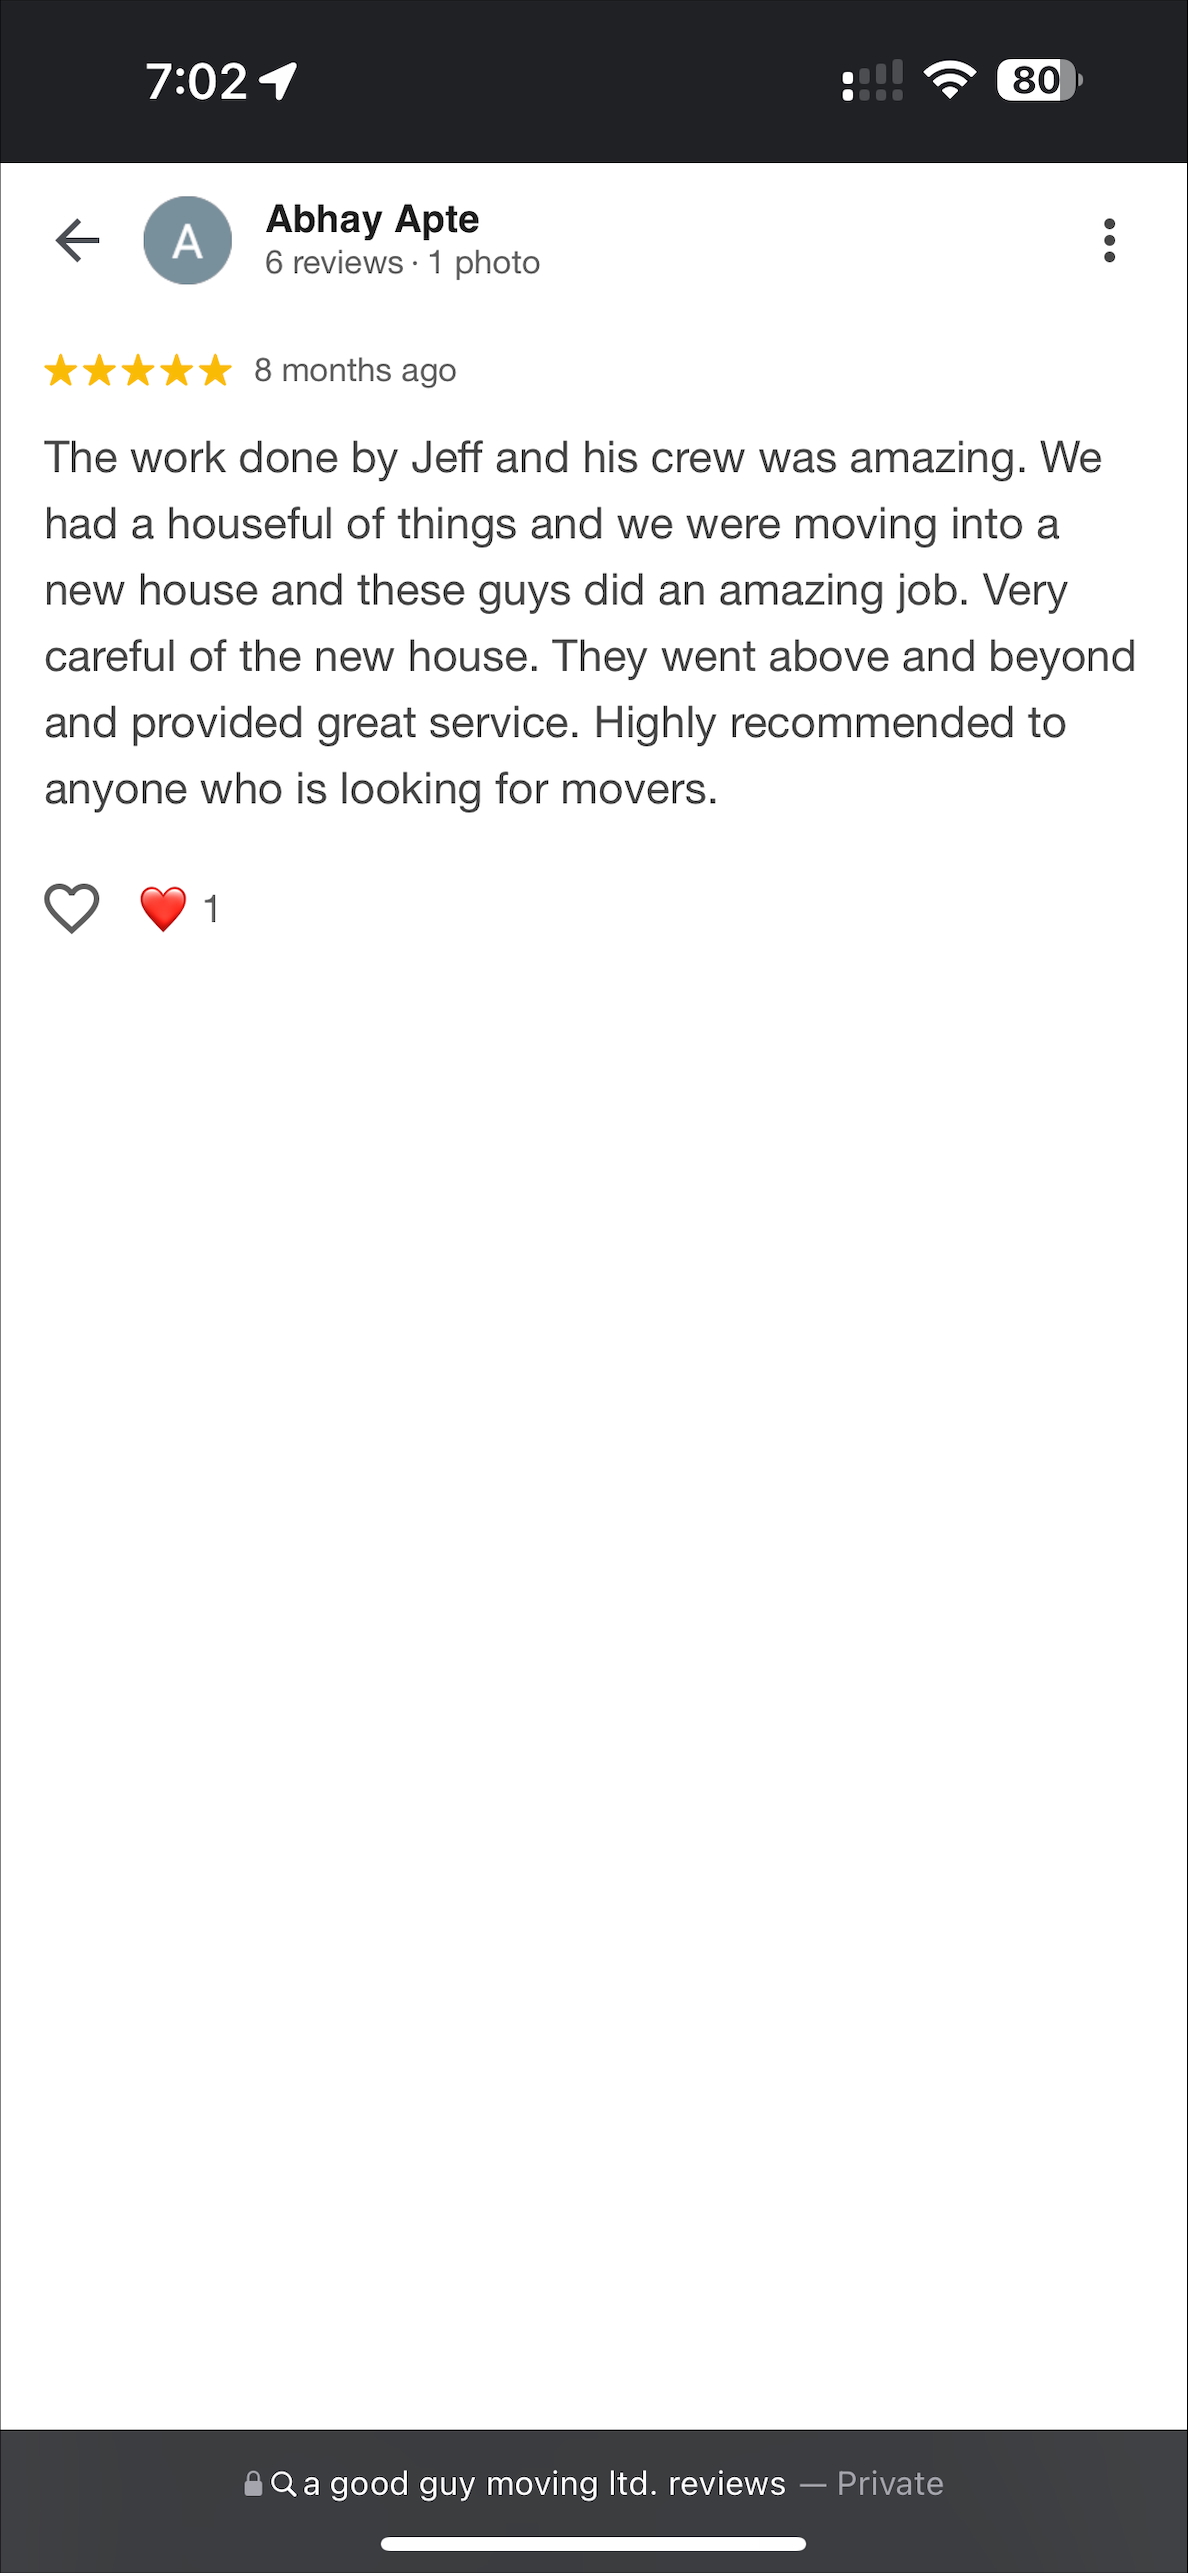 7:02
80
A
Abhay Apte
6 reviews · 1 photo
8 months ago
The work done by Jeff and his crew was amazing. We
had a houseful of things and we were moving into a
new house and these guys did an amazing job. Very
careful of the new house. They went above and beyond
and provided great service. Highly recommended to
anyone who is looking for movers.
❤️ 1
a good guy moving ltd. reviews — Private